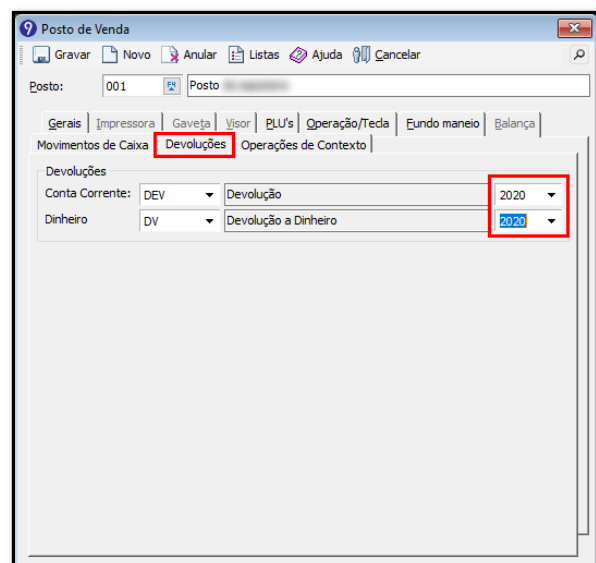 9 Posto de Venda
Gravar Novo Anular Listas Ajuda Cancelar
Posto: 001 F4 Posto
Gerais Impressora Gaveta Visor PLU's Operação/Tecla Fundo maneio Balança
Movimentos de Caixa Devoluções Operações de Contexto
Devoluções
Conta Corrente: DEV Devolução 2020
Dinheiro DV Devolução a Dinheiro 2020